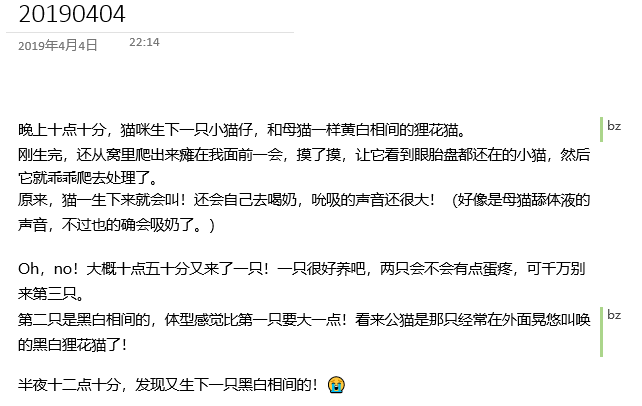 20190404
2019年4月4日 22:14
晚上十点十分，猫咪生下一只小猫仔，和母猫一样黄白相间的狸花猫。 bz
刚生完，还从窝里爬出来瘫在我面前一会，摸了摸，让它看到眼胎盘都还在的小猫，然后
它就乖乖爬去处理了。
原来，猫一生下来就会叫！还会自己去喝奶，吮吸的声音还很大！（好像是母猫舔体液的
声音，不过也的确会吸奶了。）
Oh，no！大概十点五十分又来了一只！一只很好养吧，两只会不会有点蛋疼，可千万别
来第三只。
第二只是黑白相间的，体型感觉比第一只要大一点！看来公猫是那只经常在外面晃悠叫唤 bz
的黑白狸花猫了！
半夜十二点十分，发现又生下一只黑白相间的！😭